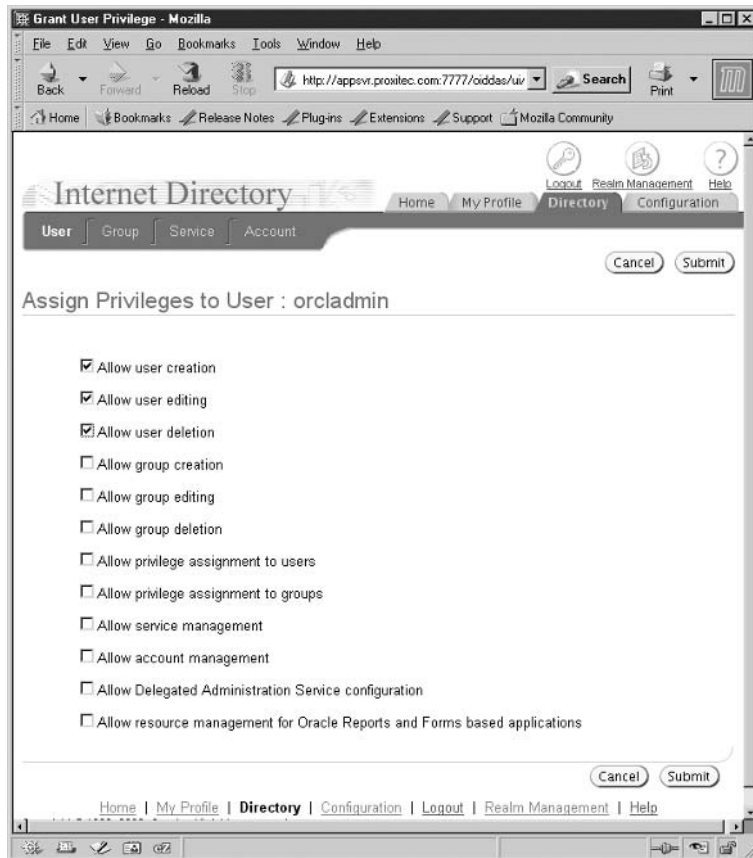 Grant User Privilege - Mozilla
File Edit View Go Bookmarks Tools Window Help
Back Forward Reload Stop http://appsvr.proxitec.com:7777/oiddas/ui Search Print
Home Bookmarks Release Notes Plug-ins Extensions Support Mozilla Community
Logout Realm Management Help
Internet Directory
Home My Profile Directory Configuration
User Group Service Account
Cancel Submit
Assign Privileges to User : orcladmin
Allow user creation
Allow user editing
Allow user deletion
Allow group creation
Allow group editing
Allow group deletion
Allow privilege assignment to users
Allow privilege assignment to groups
Allow service management
Allow account management
Allow Delegated Administration Service configuration
Allow resource management for Oracle Reports and Forms based applications
Cancel Submit
Home | My Profile | Directory | Configuration | Logout | Realm Management | Help